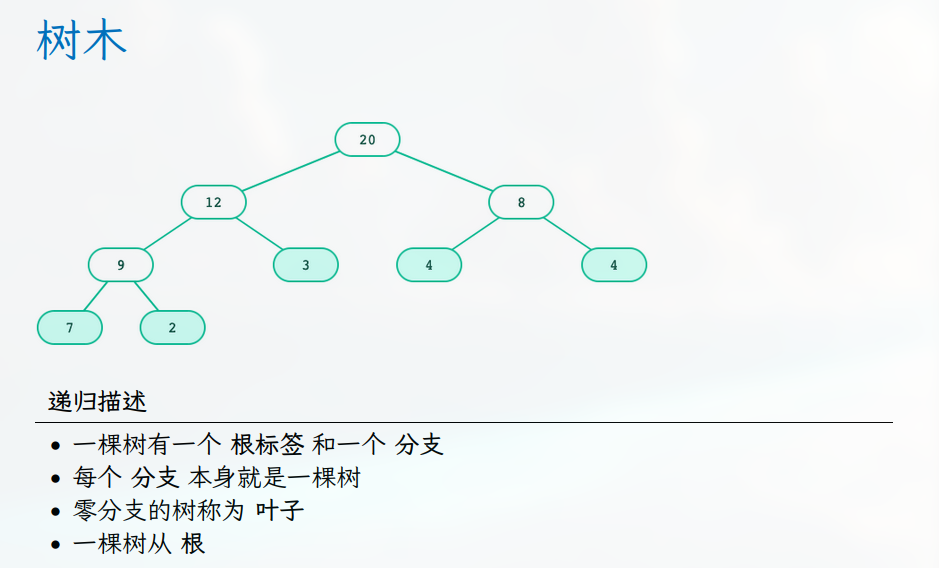 树木
20
12 8
9 3 4 4
7 2
递归描述
• 一棵树有一个 根标签 和一个 分支
• 每个 分支 本身就是一棵树
• 零分支的树称为 叶子
• 一棵树从 根